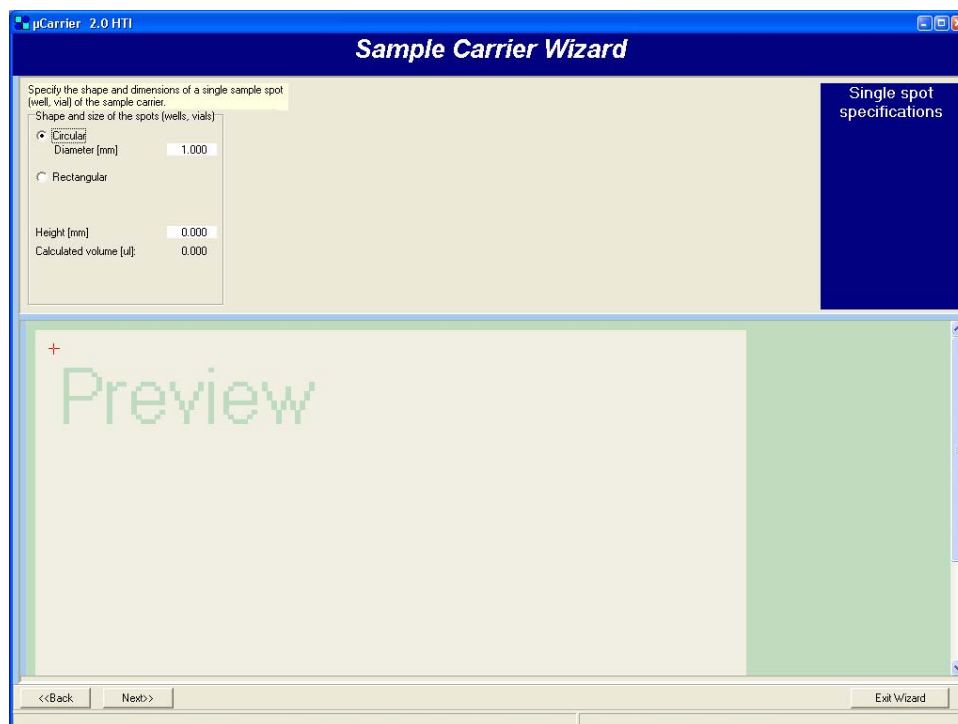 µCarrier 2.0 HTI
Sample Carrier Wizard
Specify the shape and dimensions of a single sample spot
(well, vial) of the sample carrier.
Shape and size of the spots (wells, vials)
Circular
Diameter [mm] 1.000
Rectangular
Height [mm] 0.000
Calculated volume [ul]: 0.000
Single spot
specifications
Preview
<<Back Next>> Exit Wizard